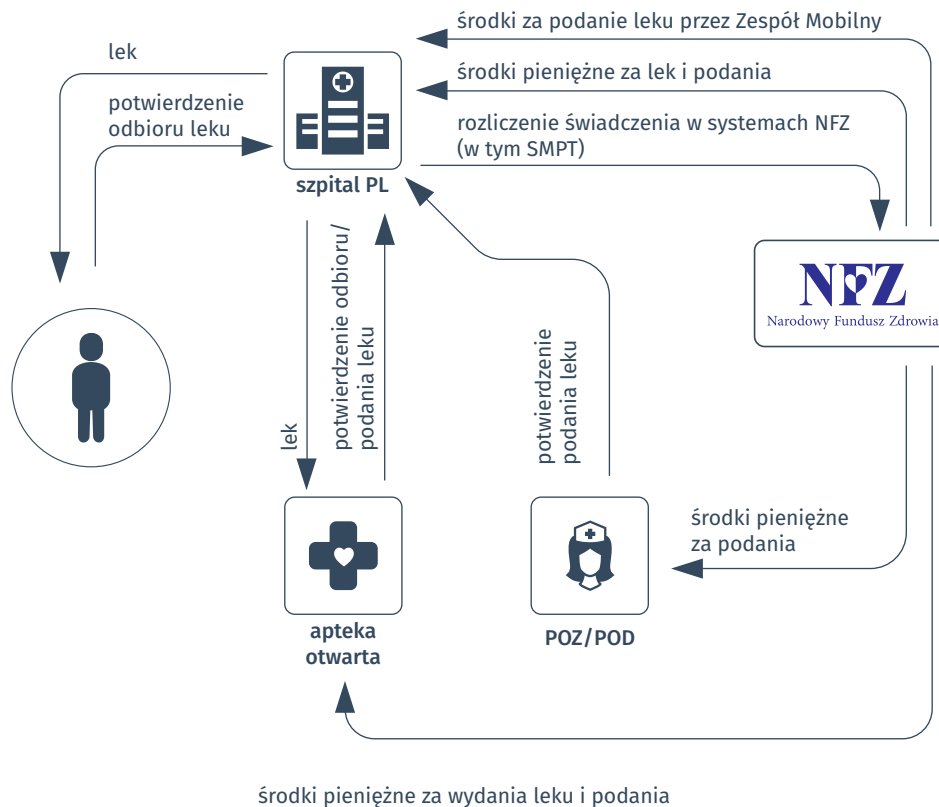 środki za podanie leku przez Zespół Mobilny
lek
środki pieniężne za lek i podania
potwierdzenie
odbioru leku
rozliczenie świadczenia w systemach NFZ
(w tym SMPT)
szpital PL
NFZ
Narodowy Fundusz Zdrowia
lek
potwierdzenie odbioru/
podania leku
potwierdzenie
podania leku
środki pieniężne
za podania
apteka
otwarta
POZ/POD
środki pieniężne za wydania leku i podania